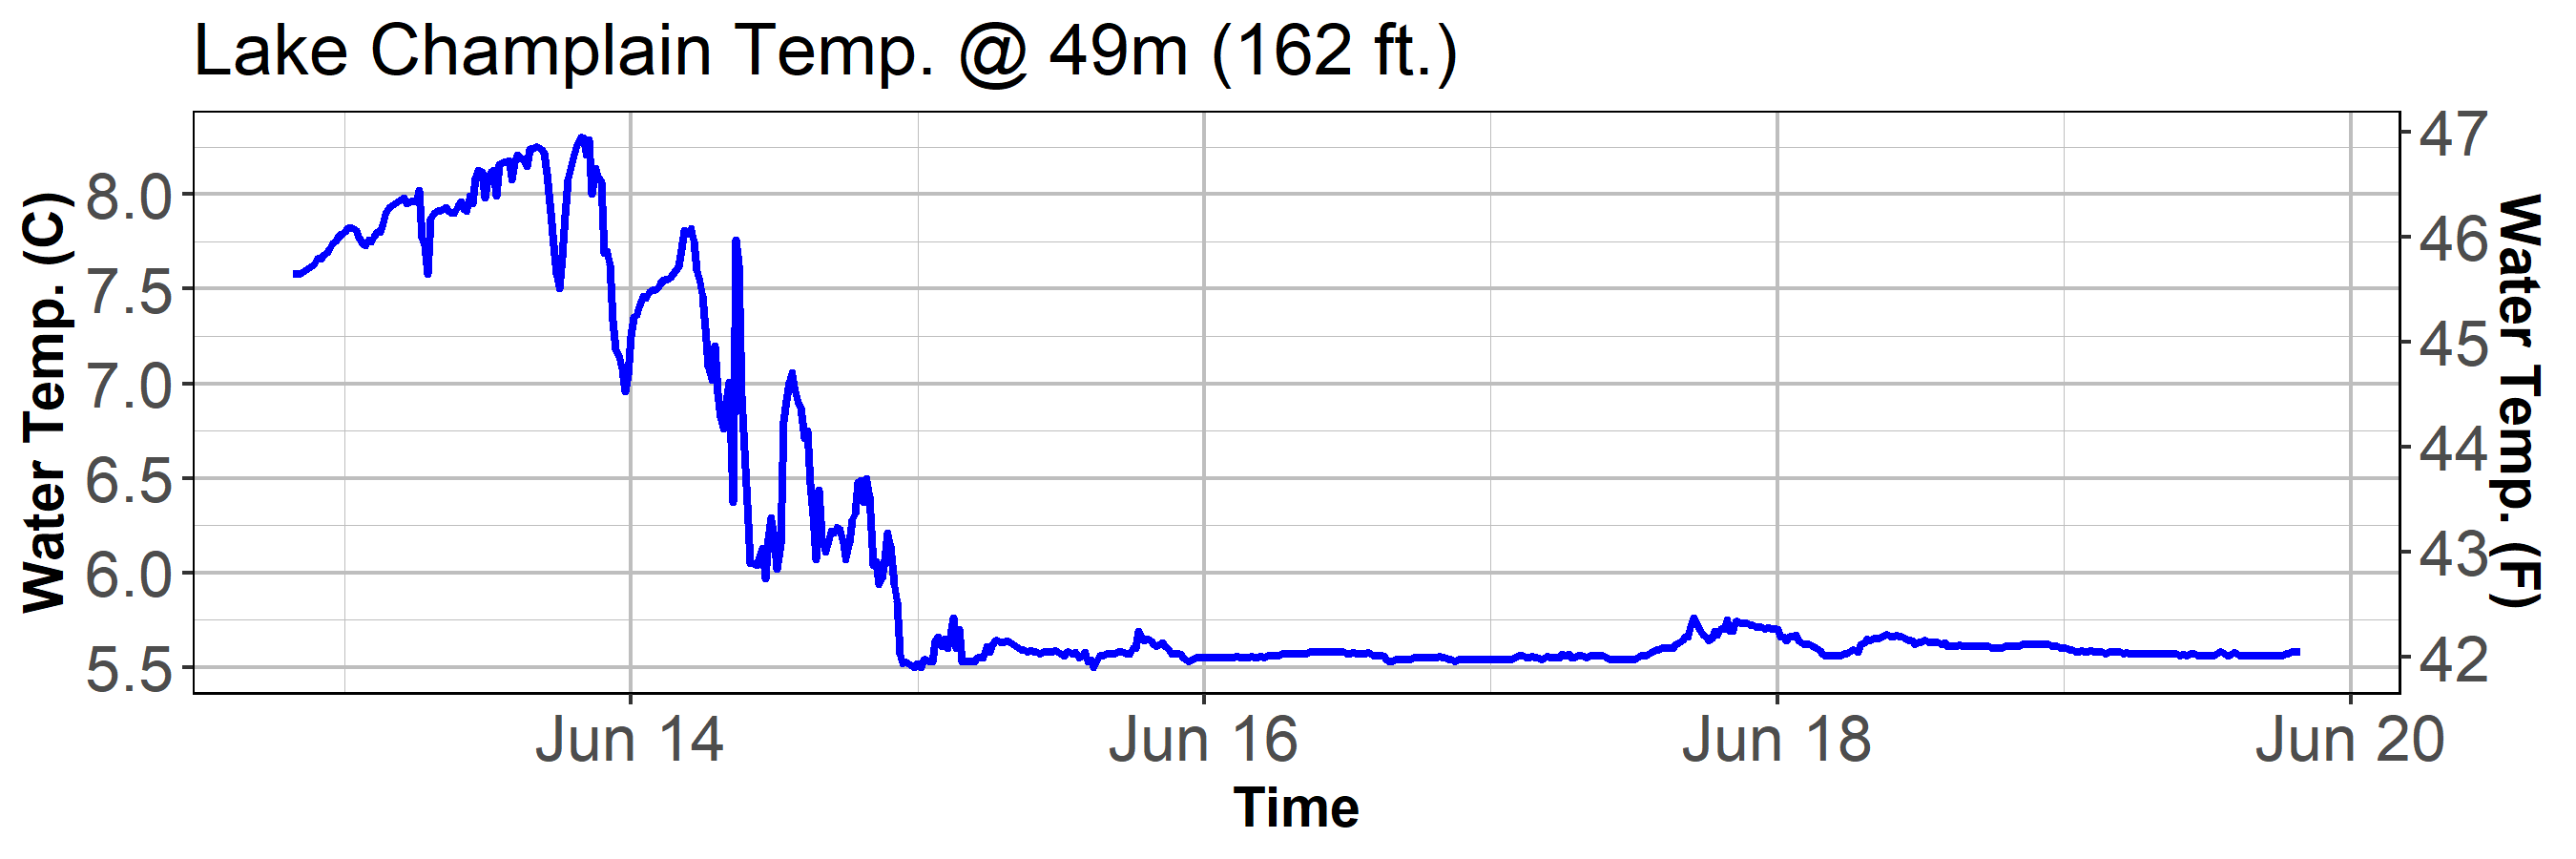 Lake Champlain Temp. @ 49m (162 ft.)
Water Temp. (C)
8.0
7.5
7.0
6.5
6.0
5.5
47
46
45
44
43
42
Water Temp. (F)
Jun 14
Jun 16
Jun 18
Jun 20
Time